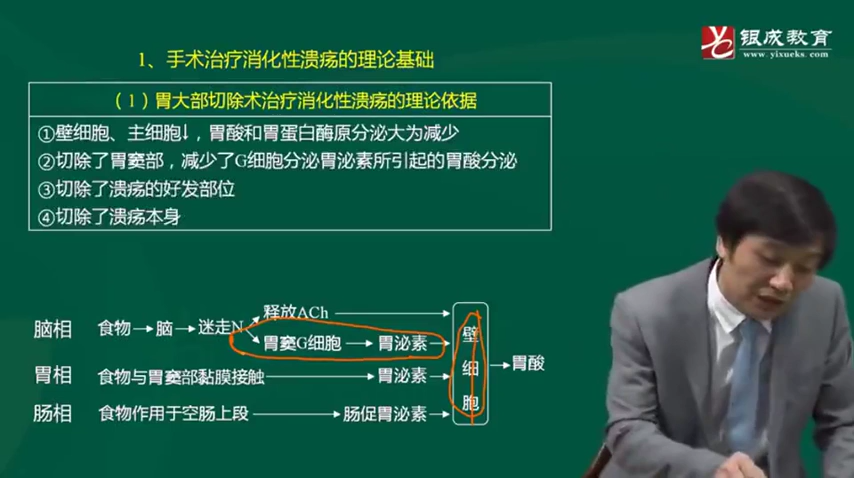 银成教育
www.yixueks.com
1、手术治疗消化性溃疡的理论基础
（1）胃大部切除术治疗消化性溃疡的理论依据
①壁细胞、主细胞↓，胃酸和胃蛋白酶原分泌大为减少
②切除了胃窦部，减少了G细胞分泌胃泌素所引起的胃酸分泌
③切除了溃疡的好发部位
④切除了溃疡本身
脑相 食物→脑→迷走N 释放ACh
胃窦G细胞→胃泌素
胃相 食物与胃窦部黏膜接触→胃泌素
肠相 食物作用于空肠上段→肠促胃泌素
壁细胞→胃酸